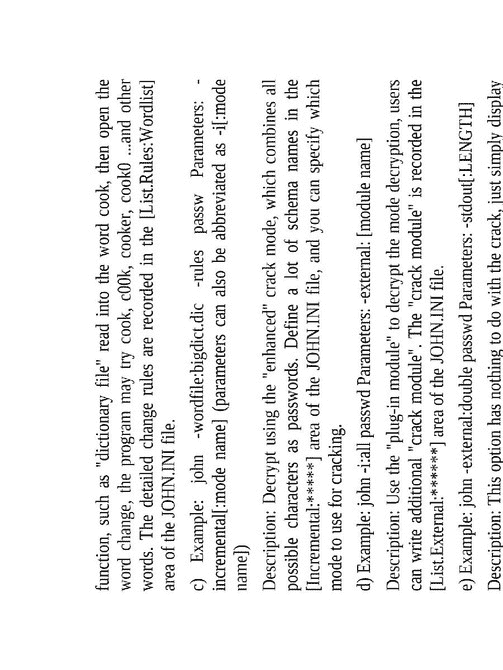 function, such as "dictionary file" read into the word cook, then open the
word change, the program may try cook, c00k, cooker, cook0 ...and other
words. The detailed change rules are recorded in the [List.Rules:Wordlist]
area of the JOHN.INI file.
c) Example: john -wordfile:bigdict.dic -rules passw Parameters: -
incremental[:mode name] (parameters can also be abbreviated as -i[:mode
name])
Description: Decrypt using the "enhanced" crack mode, which combines all
possible characters as passwords. Define a lot of schema names in the
[Incremental:*****] area of the JOHN.INI file, and you can specify which
mode to use for cracking.
d) Example: john -i:all passwd Parameters: -external: [module name]
Description: Use the "plug-in module" to decrypt the mode decryption, users
can write additional "crack module". The "crack module" is recorded in the
[List.External:******] area of the JOHN.INI file.
e) Example: john -external:double passwd Parameters: -stdout[:LENGTH]
Description: This option has nothing to do with the crack, just simply display